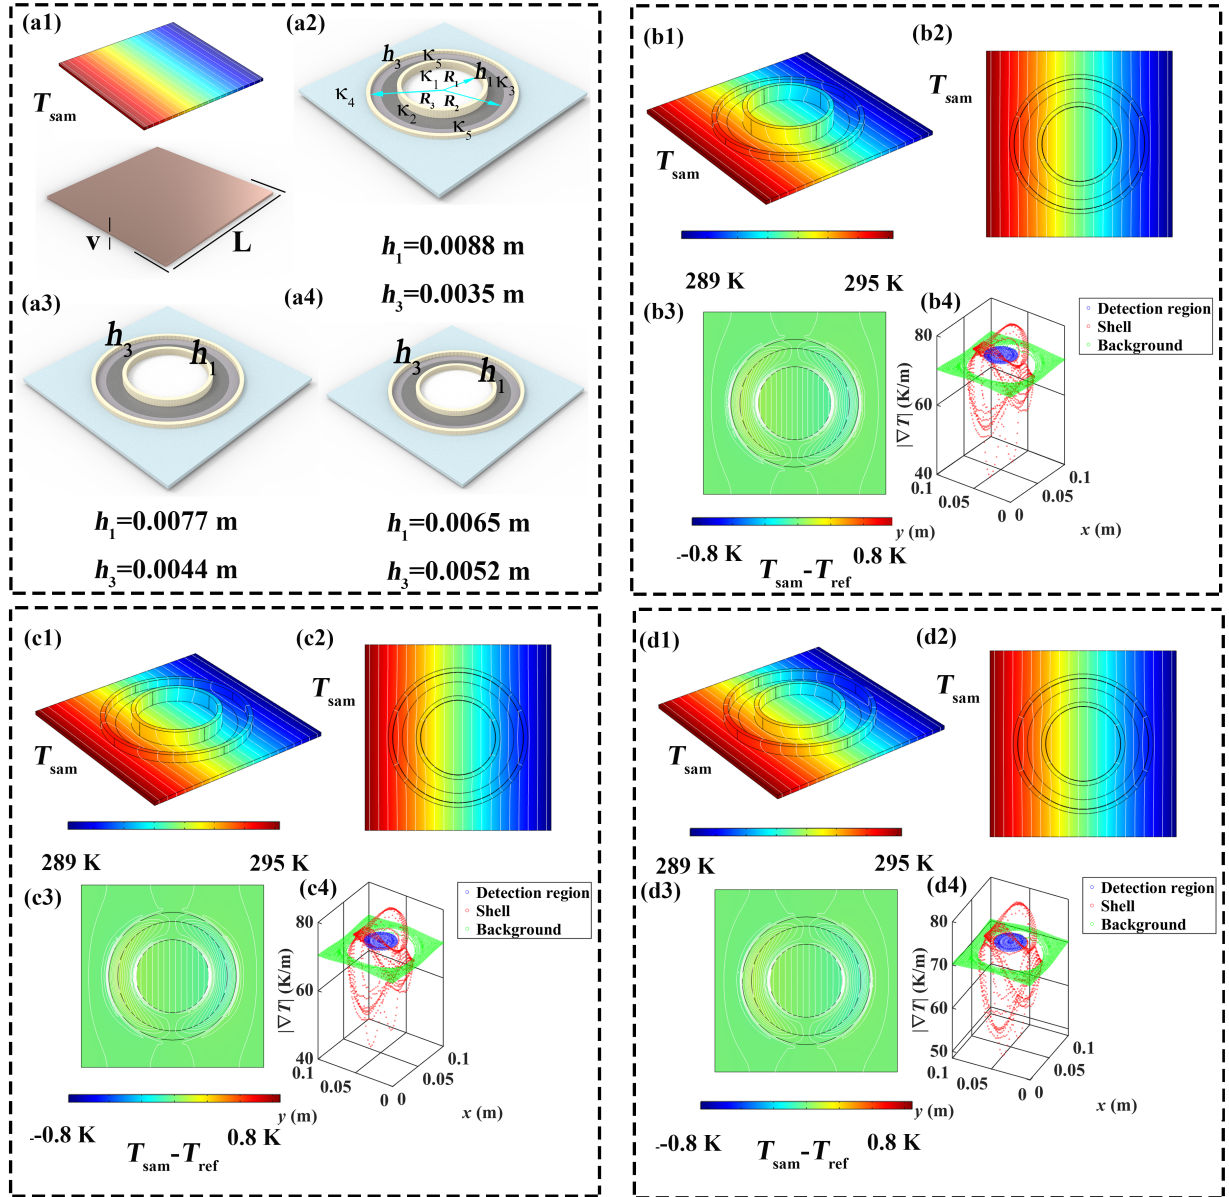 (a1)
T_sam
v
L
(a2)
h_3
κ_5
κ_1
R_1
h_1
κ_3
κ_4
R_3
R_2
κ_2
κ_5
h_1=0.0088 m
h_3=0.0035 m
(a3)
h_3
h_1
h_1=0.0077 m
h_3=0.0044 m
(a4)
h_3
h_1
h_1=0.0065 m
h_3=0.0052 m
(b1)
T_sam
289 K
295 K
(b2)
T_sam
(b3)
--0.8 K
0.8 K
T_sam-T_ref
(b4)
Detection region
Shell
Background
|∇T| (K/m)
80
60
40
0.1
0.05
0
0
0.05
0.1
y (m)
x (m)
(c1)
T_sam
289 K
295 K
(c2)
T_sam
(c3)
--0.8 K
0.8 K
T_sam-T_ref
(c4)
Detection region
Shell
Background
|∇T| (K/m)
80
60
40
0.1
0.05
0
0
0.05
0.1
y (m)
x (m)
(d1)
T_sam
289 K
295 K
(d2)
T_sam
(d3)
--0.8 K
0.8 K
T_sam-T_ref
(d4)
Detection region
Shell
Background
|∇T| (K/m)
80
70
60
50
0.1
0.05
0
0
0.05
0.1
y (m)
x (m)